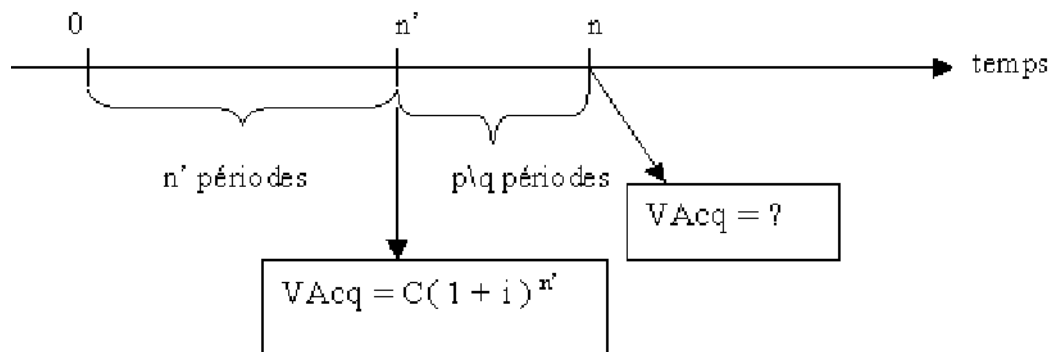 0 n' n
temps
n' périodes p\q périodes
VAcq = ?
VAcq = C( 1 + i ) n'